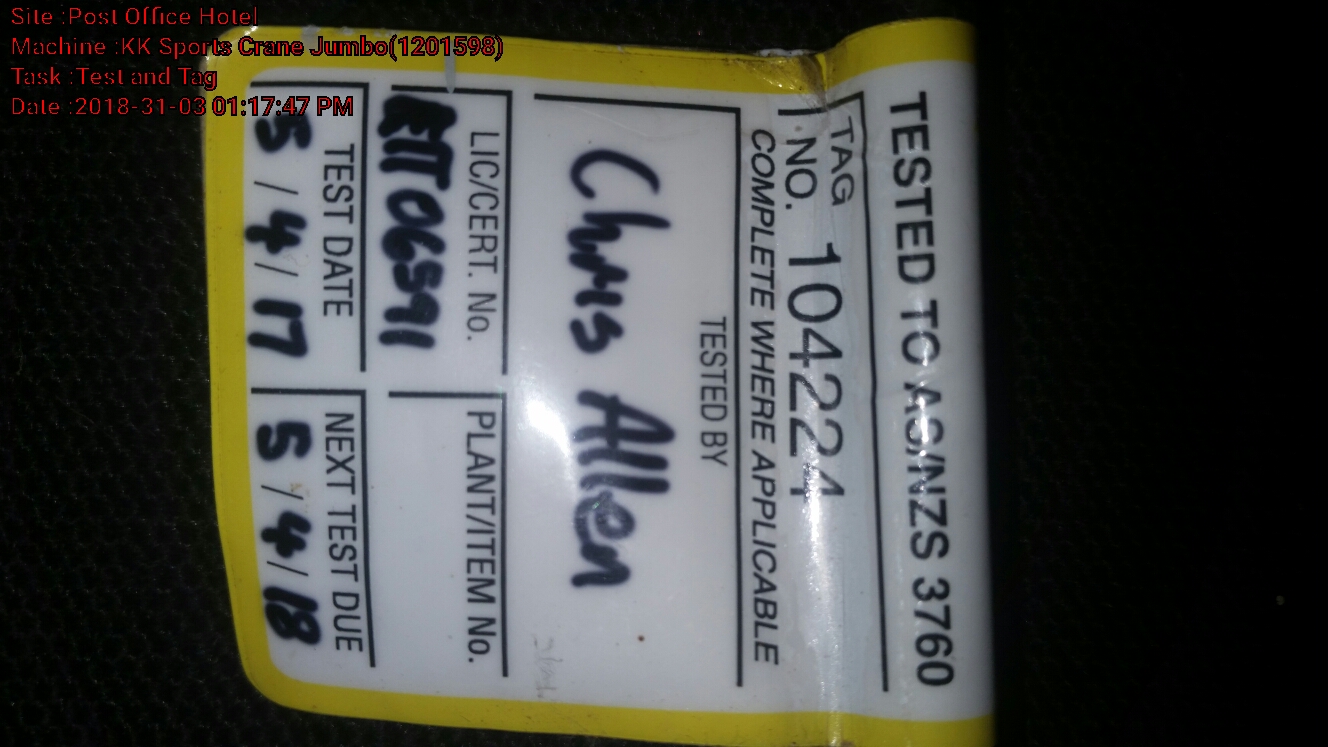 Site :Post Office Hotel
Machine :KK Sports Crane Jumbo(1201598)
Task :Test and Tag
Date :2018-31-03 01:17:47 PM
TESTED TO AS/NZS 3760
TAG
NO. 104224
COMPLETE WHERE APPLICABLE
TESTED BY
Chris Allen
LIC/CERT. No. PLANT/ITEM No.
TEST DATE NEXT TEST DUE
5/4/17 5/4/18